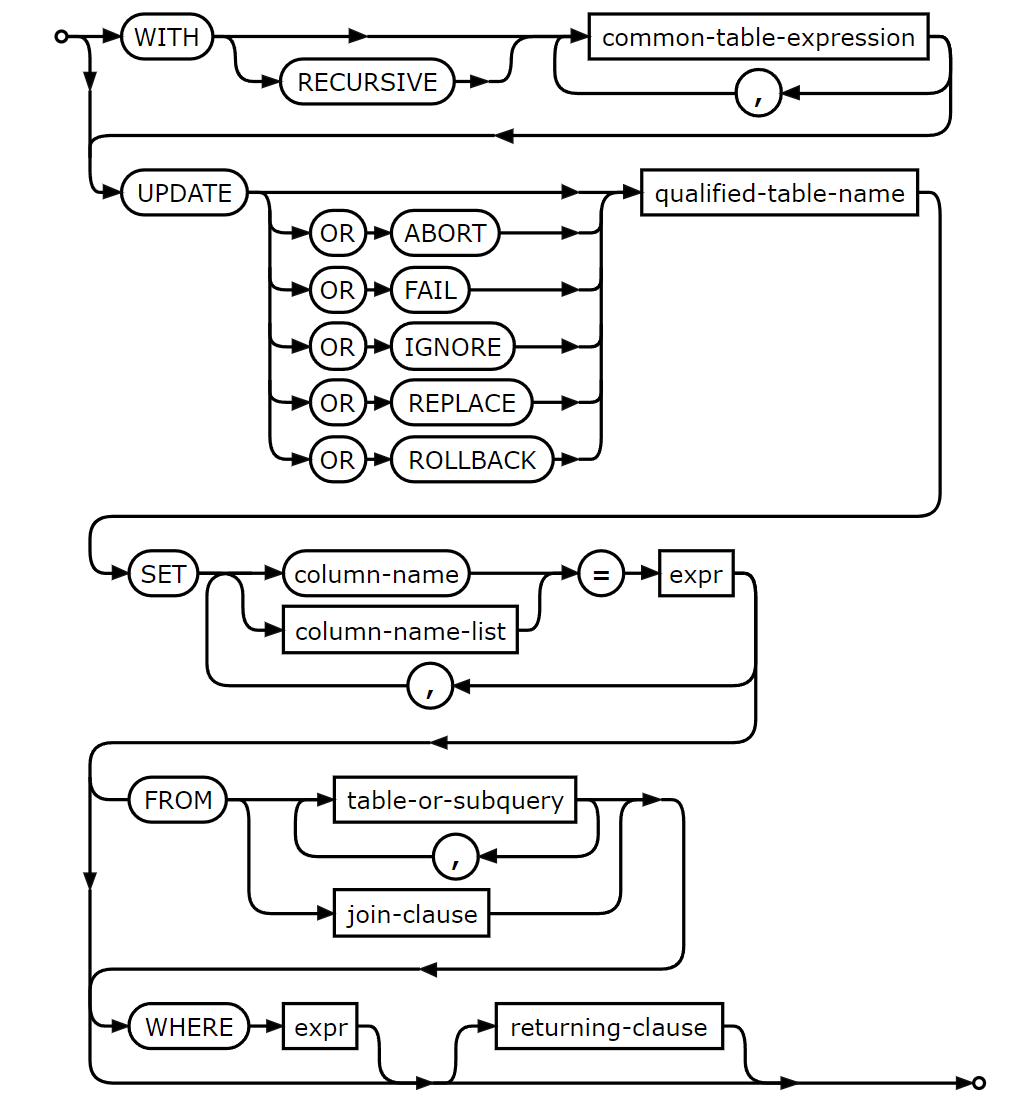 WITH common-table-expression
RECURSIVE
,
UPDATE qualified-table-name
OR ABORT
OR FAIL
OR IGNORE
OR REPLACE
OR ROLLBACK
SET column-name = expr
column-name-list
,
FROM table-or-subquery
,
join-clause
WHERE expr returning-clause